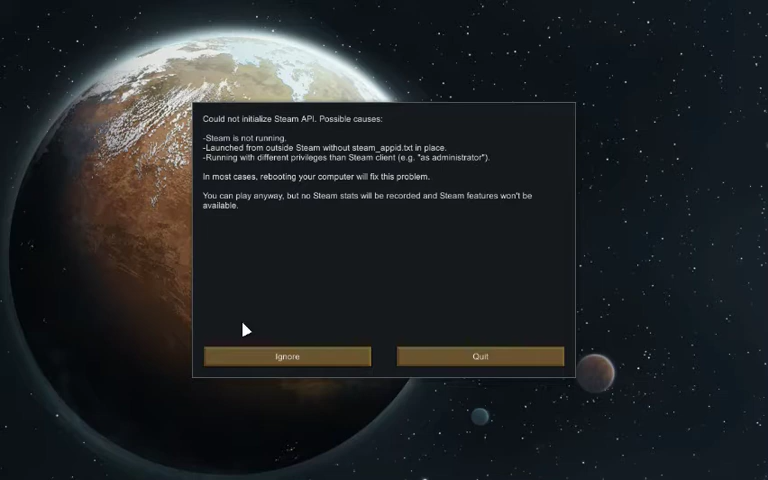 Could not initialize Steam API. Possible causes:
-Steam is not running.
-Launched from outside Steam without steam_appid.txt in place.
-Running with different privileges than Steam client (e.g. "as administrator").
In most cases, rebooting your computer will fix this problem.
You can play anyway, but no Steam stats will be recorded and Steam features won't be
available.
Ignore
Quit